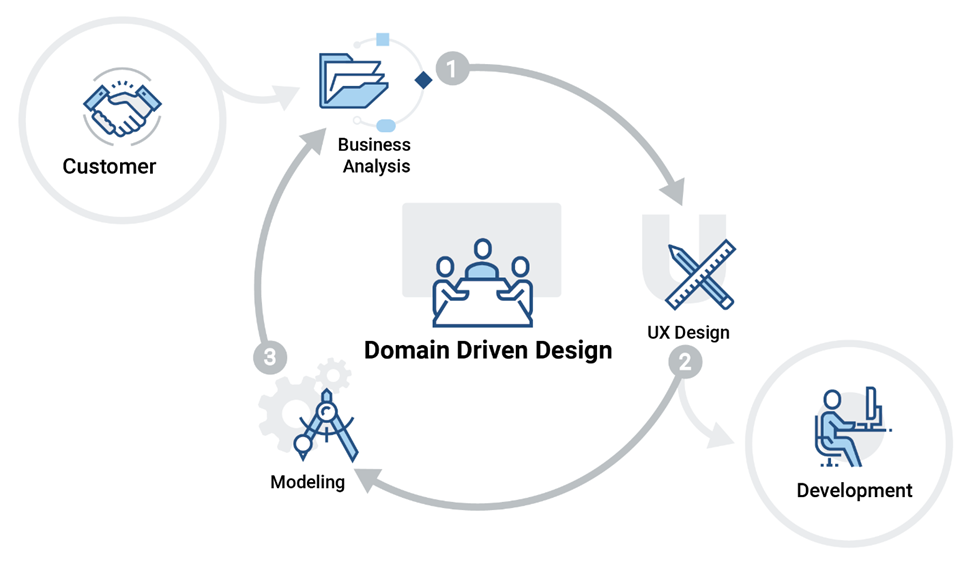 1
Customer
Business
Analysis
UX Design
Domain Driven Design
2
3
Modeling
Development